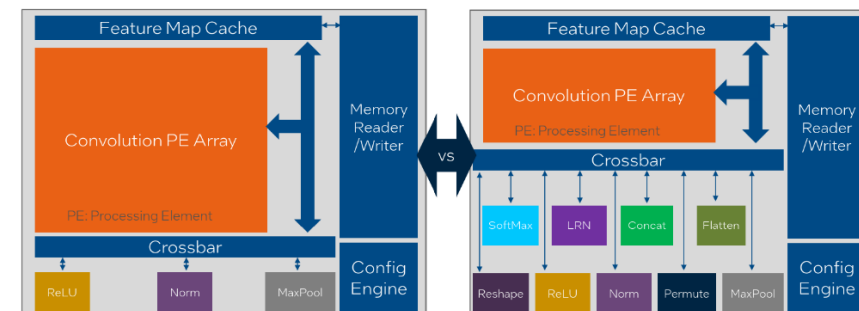 Feature Map Cache
Convolution PE Array
PE: Processing Element
Memory
Reader
/Writer
Crossbar
ReLU
Norm
MaxPool
Config
Engine
vs
Feature Map Cache
Convolution PE Array
PE: Processing Element
Memory
Reader
/Writer
Crossbar
SoftMax
LRN
Concat
Flatten
Reshape
ReLU
Norm
Permute
MaxPool
Config
Engine